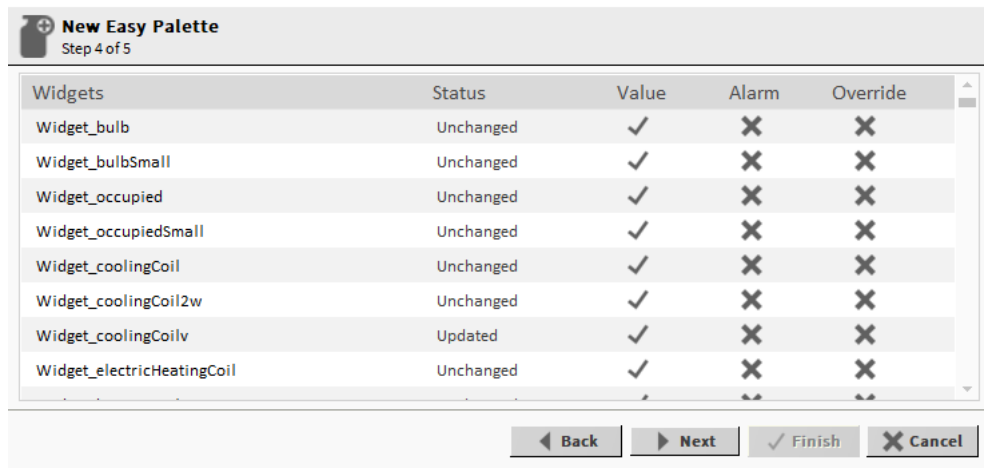 New Easy Palette
Step 4 of 5
Widgets Status Value Alarm Override
Widget_bulb Unchanged
Widget_bulbSmall Unchanged
Widget_occupied Unchanged
Widget_occupiedSmall Unchanged
Widget_coolingCoil Unchanged
Widget_coolingCoil2w Unchanged
Widget_coolingCoilv Updated
Widget_electricHeatingCoil Unchanged
Back Next Finish Cancel